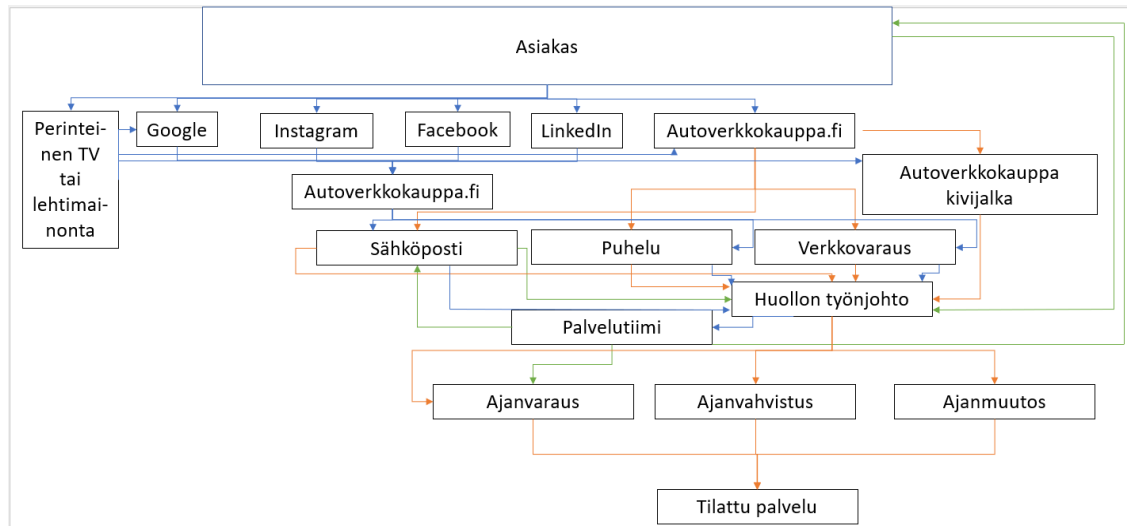 Asiakas
Perintei-
nen TV
tai
lehtimai-
nonta
Google
Instagram
Facebook
LinkedIn
Autoverkkokauppa.fi
Autoverkkokauppa
kivijalka
Autoverkkokauppa.fi
Sähköposti
Puhelu
Verkkovaraus
Huollon työnjohto
Palvelutiimi
Ajanvaraus
Ajanvahvistus
Ajanmuutos
Tilattu palvelu